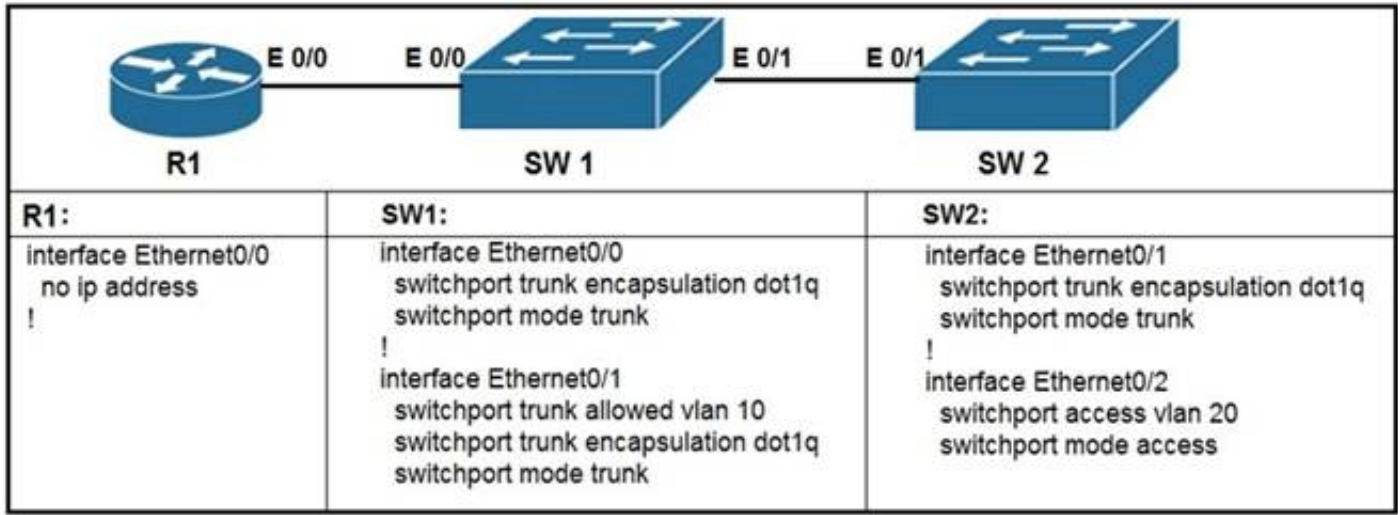 E 0/0
E 0/0
E 0/1
E 0/1
R1
SW 1
SW 2
R1:
interface Ethernet0/0
no ip address
!
SW1:
interface Ethernet0/0
switchport trunk encapsulation dot1q
switchport mode trunk
!
interface Ethernet0/1
switchport trunk allowed vlan 10
switchport trunk encapsulation dot1q
switchport mode trunk
SW2:
interface Ethernet0/1
switchport trunk encapsulation dot1q
switchport mode trunk
!
interface Ethernet0/2
switchport access vlan 20
switchport mode access